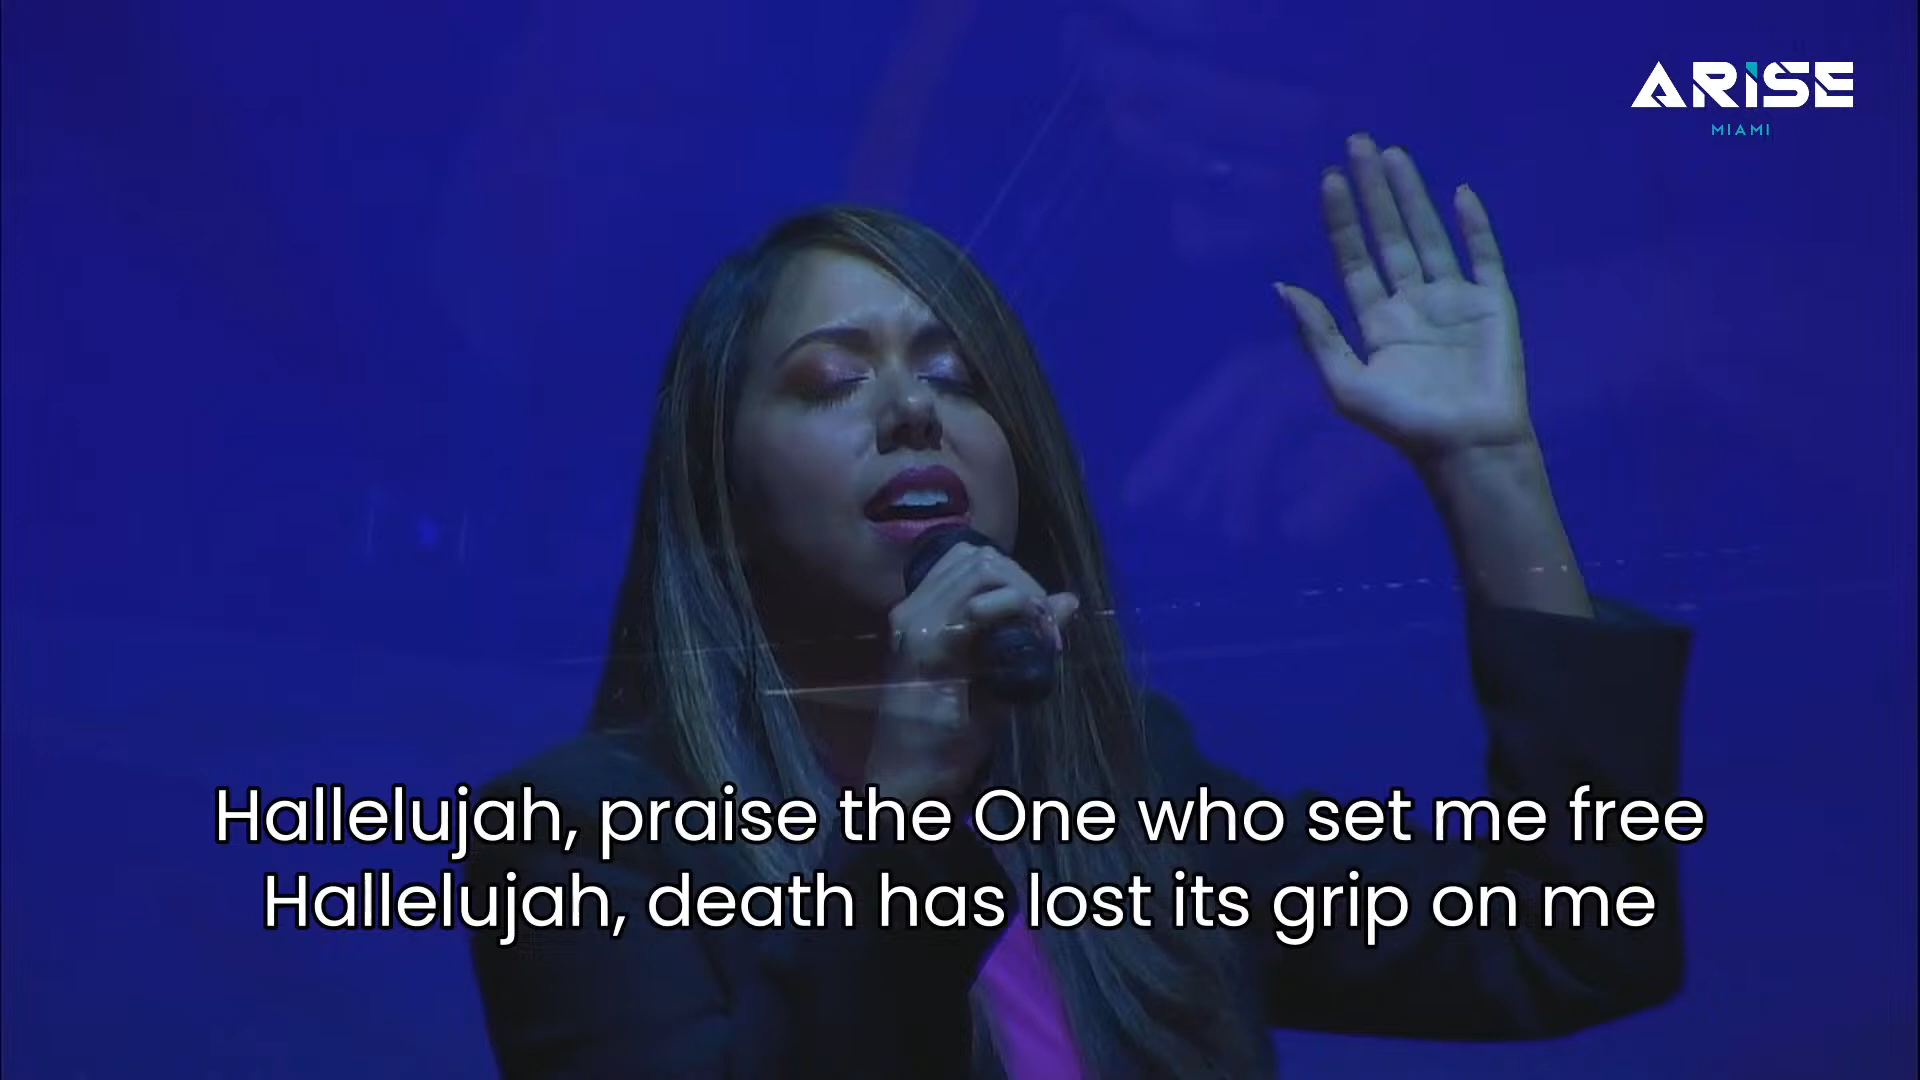 ARISE
MIAMI
Hallelujah, praise the One who set me free
Hallelujah, death has lost its grip on me